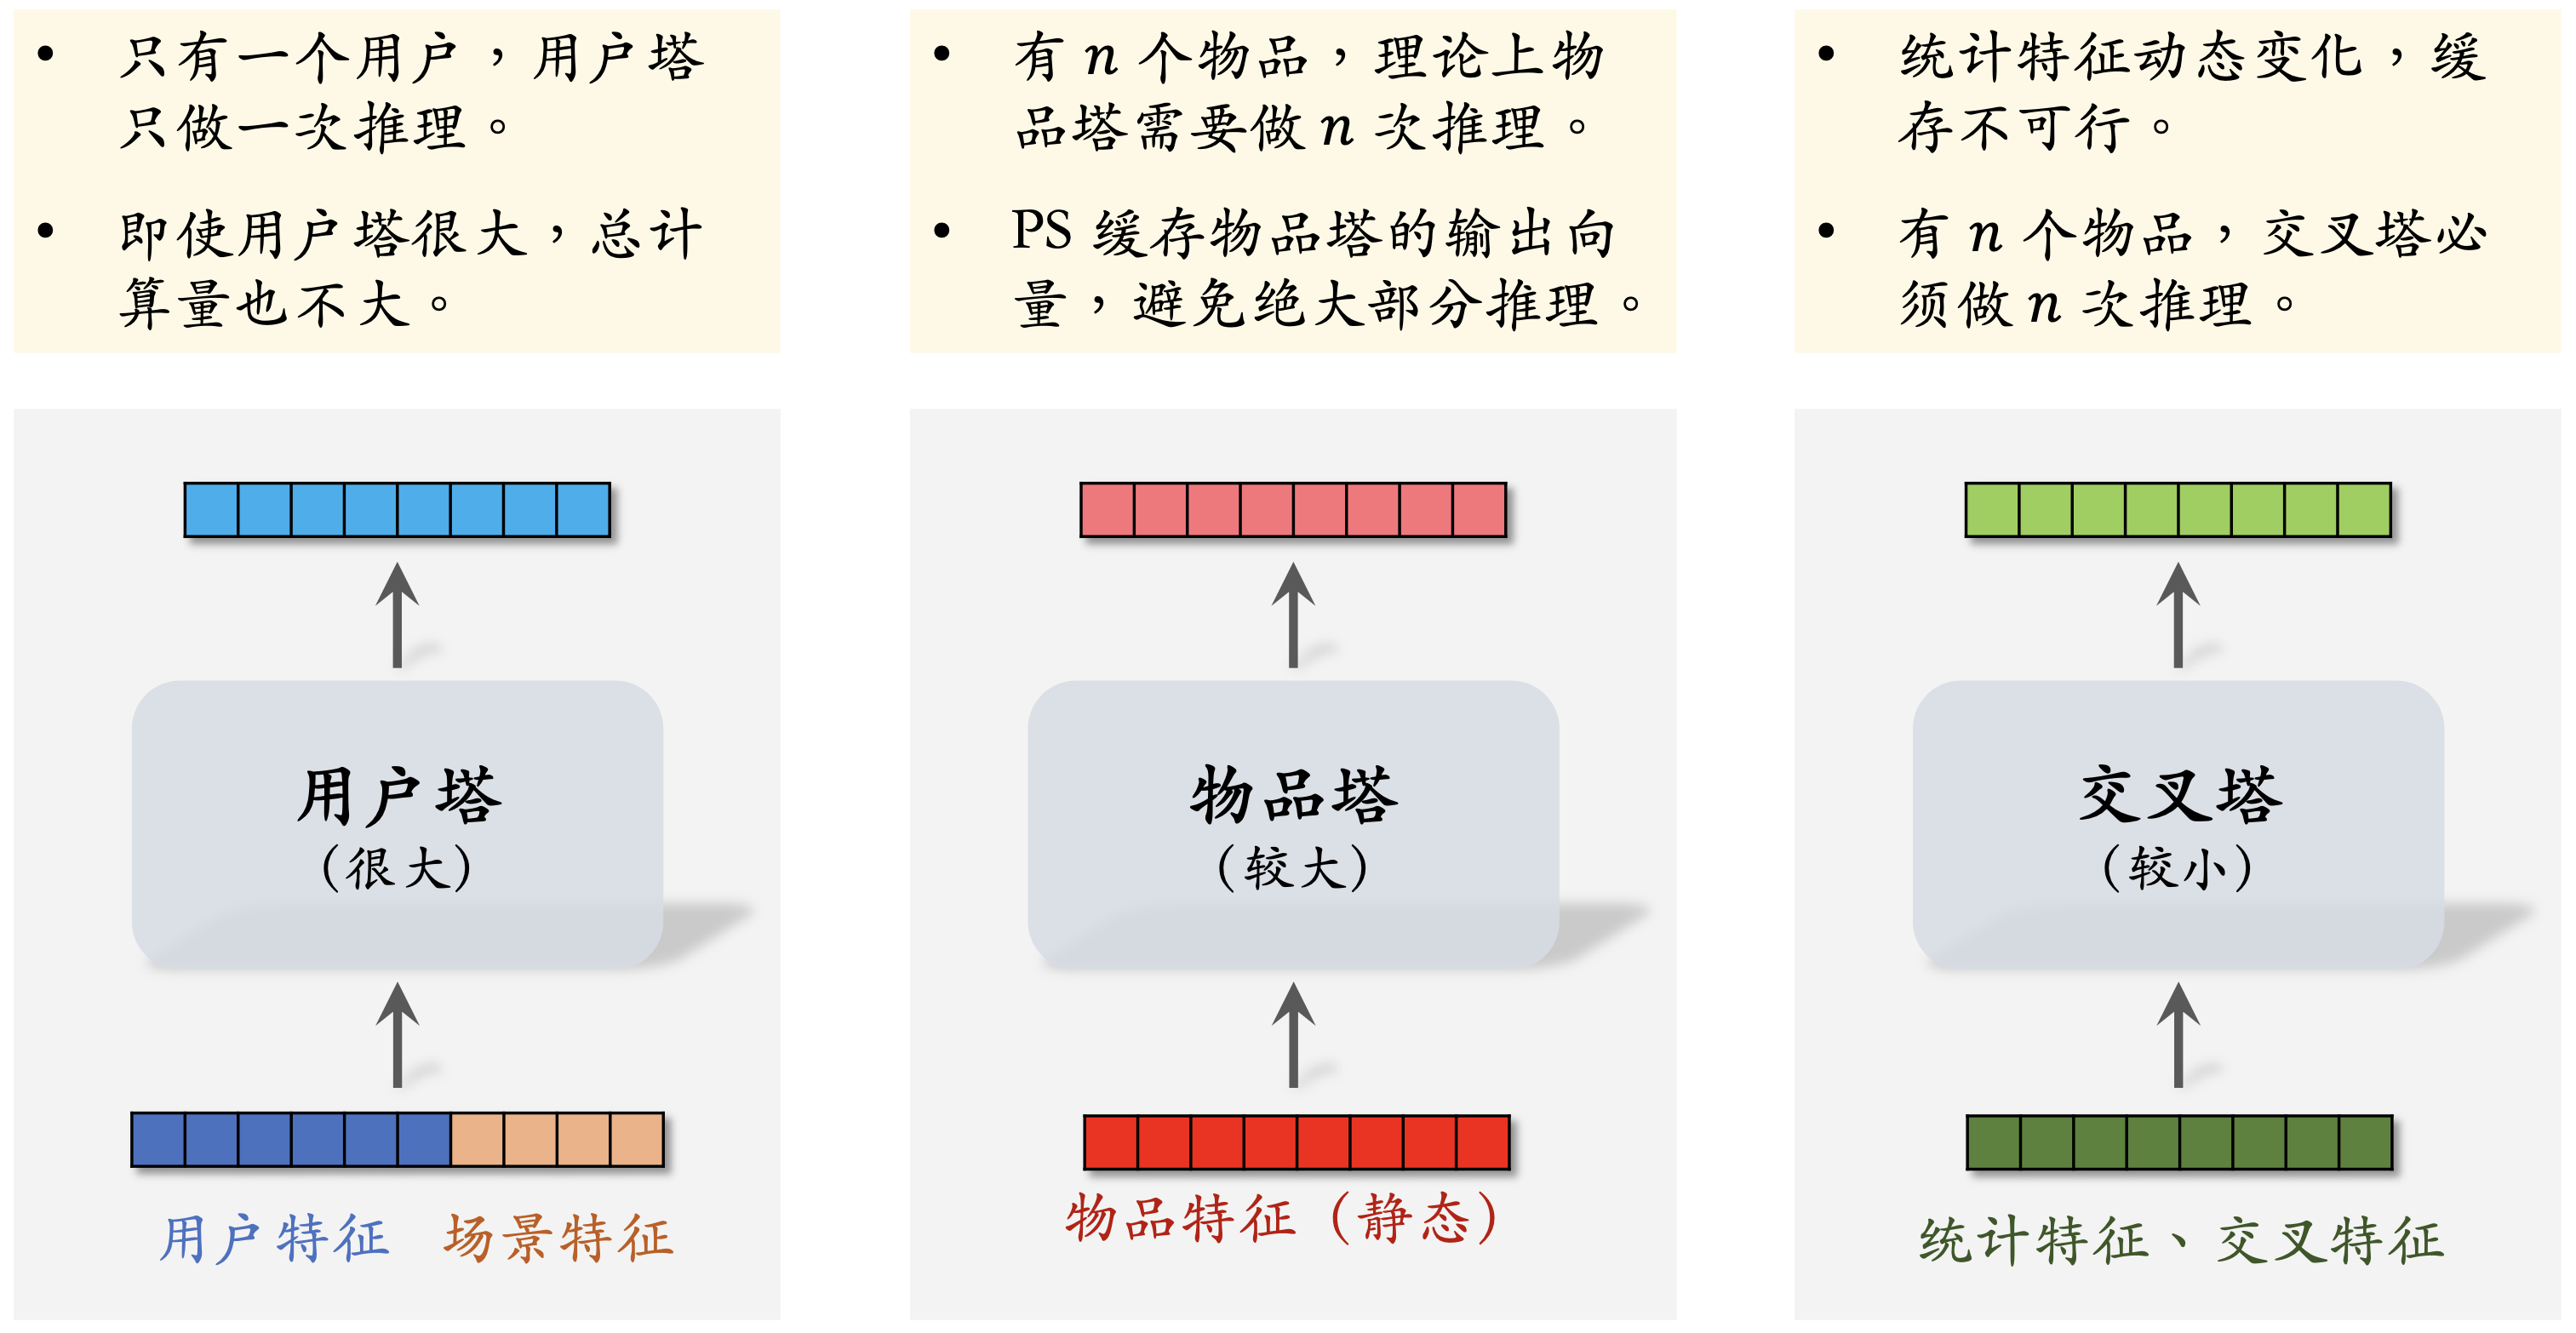 • 只有一个用户，用户塔
只做一次推理。
• 即使用户塔很大，总计
算量也不大。
• 有 n 个物品，理论上物
品塔需要做 n 次推理。
• PS 缓存物品塔的输出向
量，避免绝大部分推理。
• 统计特征动态变化，缓
存不可行。
• 有 n 个物品，交叉塔必
须做 n 次推理。
用户塔
（很大）
用户特征 场景特征
物品塔
（较大）
物品特征（静态）
交叉塔
（较小）
统计特征、交叉特征